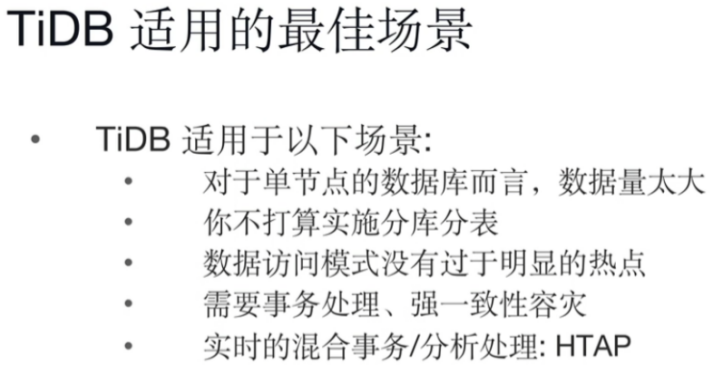 TiDB 适用的最佳场景
• TiDB 适用于以下场景:
• 对于单节点的数据库而言，数据量太大
• 你不打算实施分库分表
• 数据访问模式没有过于明显的热点
• 需要事务处理、强一致性容灾
• 实时的混合事务/分析处理: HTAP